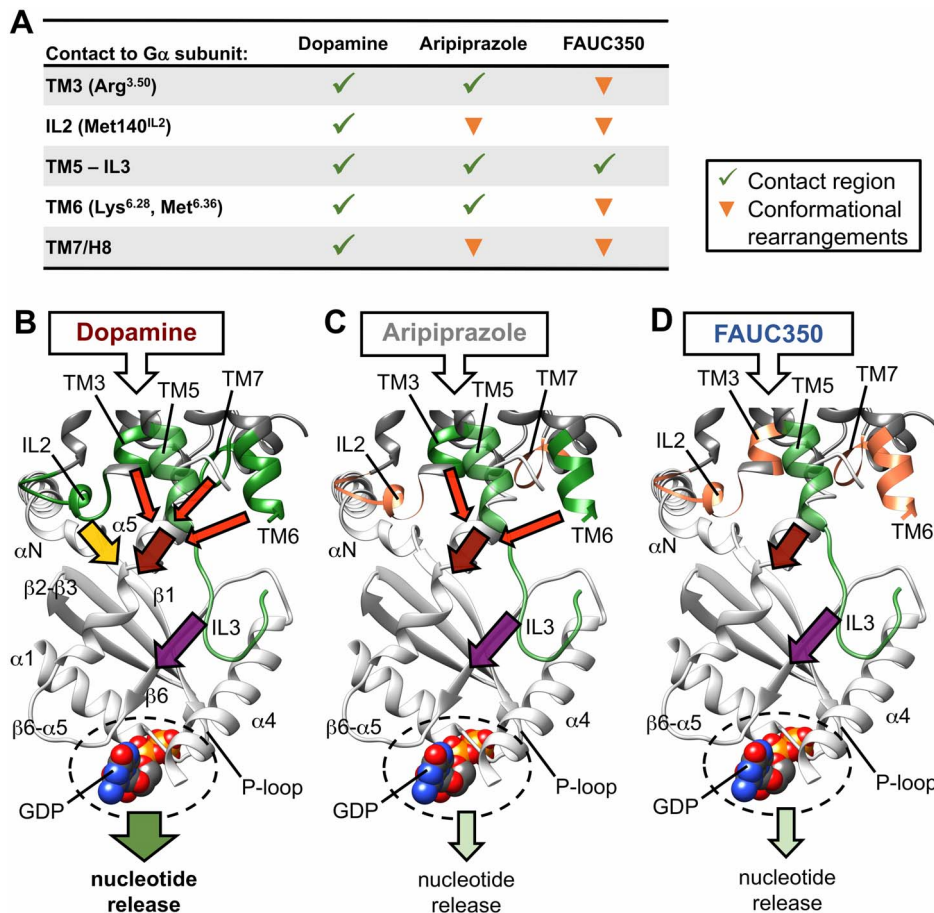 A
Contact to Gα subunit: Dopamine Aripiprazole FAUC350
TM3 (Arg3.50) ✓ ✓ ▼
IL2 (Met140IL2) ✓ ▼ ▼
TM5 – IL3 ✓ ✓ ✓
TM6 (Lys6.28, Met6.36) ✓ ✓ ▼
TM7/H8 ✓ ▼ ▼
✓ Contact region
▼ Conformational
rearrangements
B
Dopamine
TM3
TM5
TM7
IL2
α5
TM6
αN
β2-β3
β1
IL3
α1
β6
β6-α5
α4
P-loop
GDP
nucleotide
release
C
Aripiprazole
TM3
TM5
TM7
IL2
TM6
αN
IL3
β6-α5
α4
P-loop
GDP
nucleotide
release
D
FAUC350
TM3
TM5
TM7
IL2
TM6
αN
IL3
β6-α5
α4
P-loop
GDP
nucleotide
release